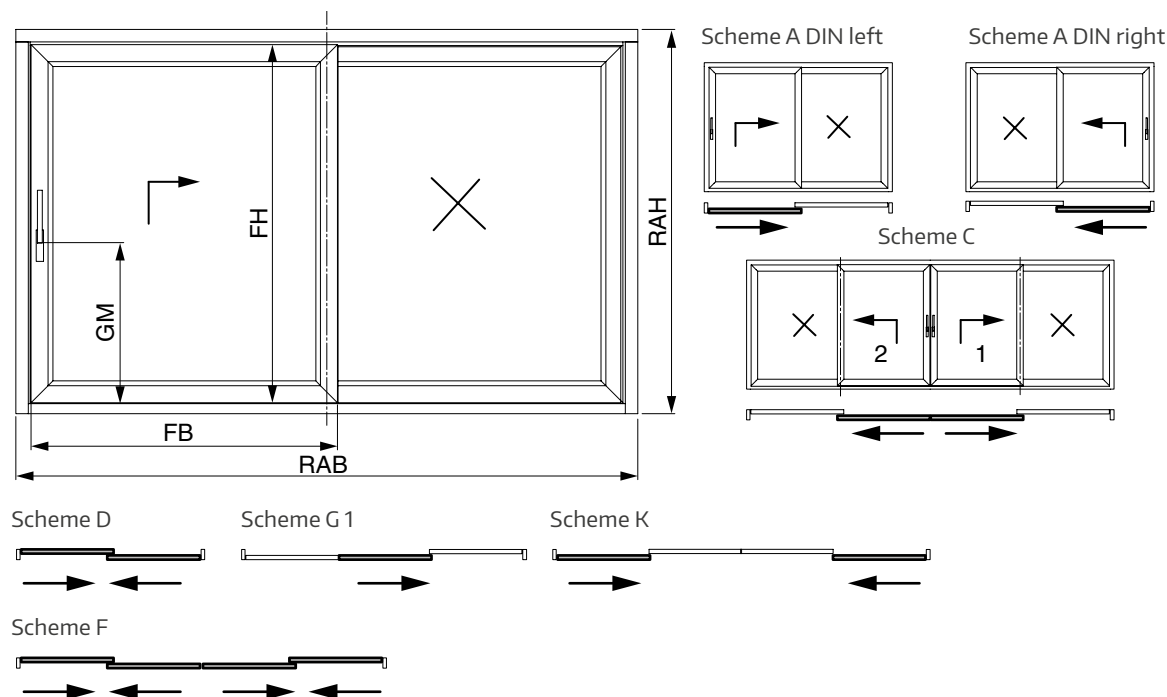 Scheme A DIN left
Scheme A DIN right
FH
RAH
GM
FB
RAB
Scheme C
2
1
Scheme D
Scheme G 1
Scheme K
Scheme F